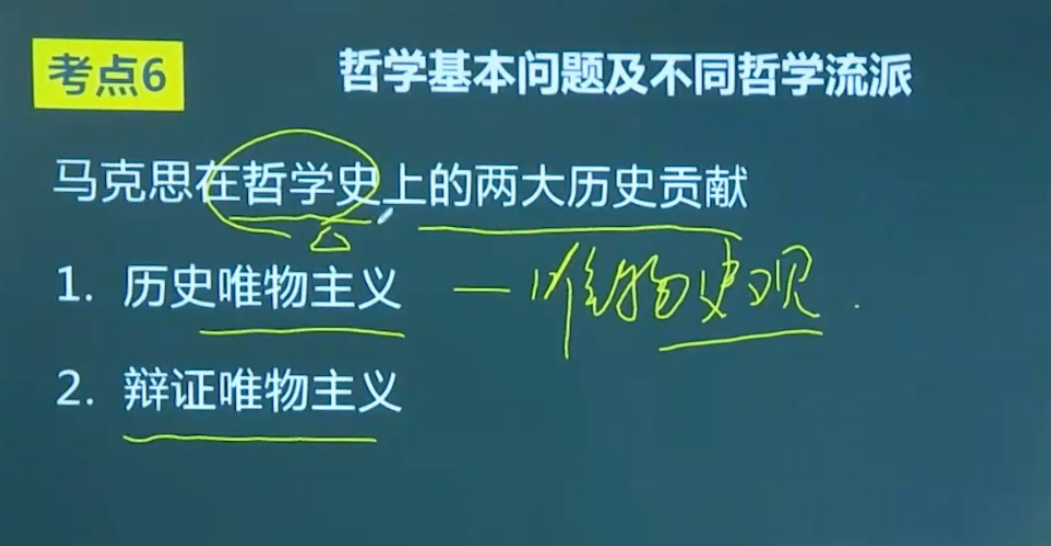 考点6
哲学基本问题及不同哲学流派
马克思在哲学史上的两大历史贡献
1. 历史唯物主义 — 唯物史观.
2. 辩证唯物主义